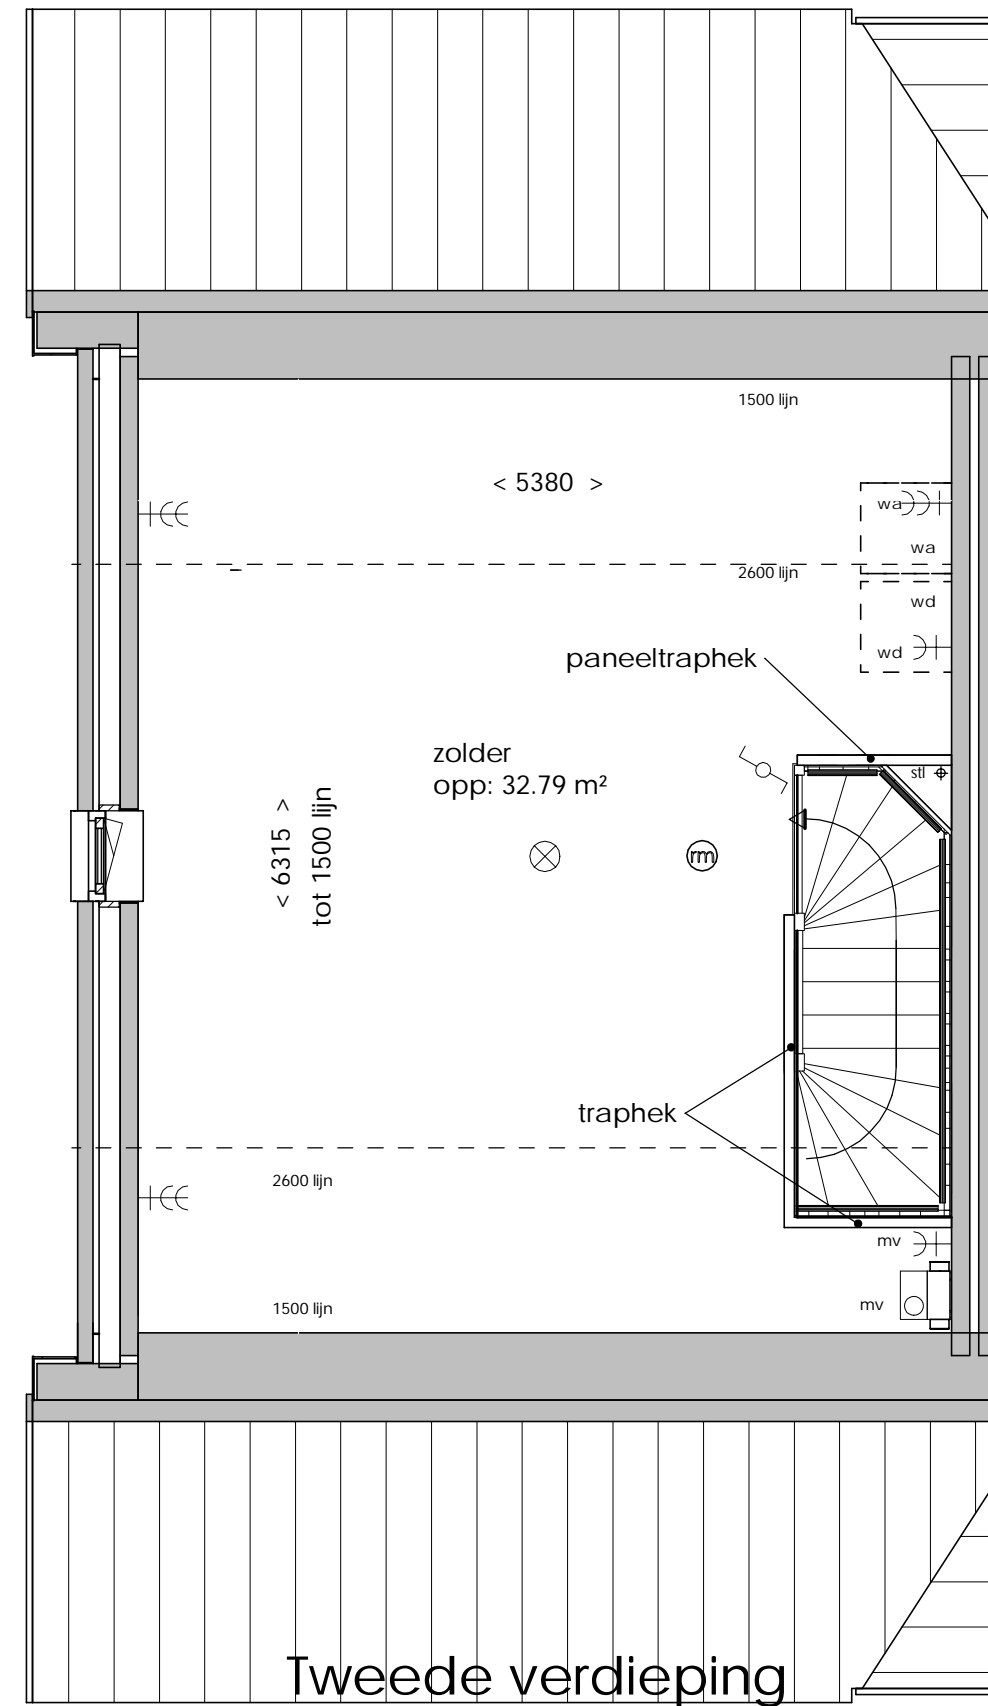 1500 lijn
< 5380 >
wa
wa
2600 lijn
wd
wd
paneeltraphek
zolder
opp: 32.79 m²
stl
< 6315 >
tot 1500 lijn
rm
traphek
2600 lijn
mv
mv
1500 lijn
Tweede verdieping